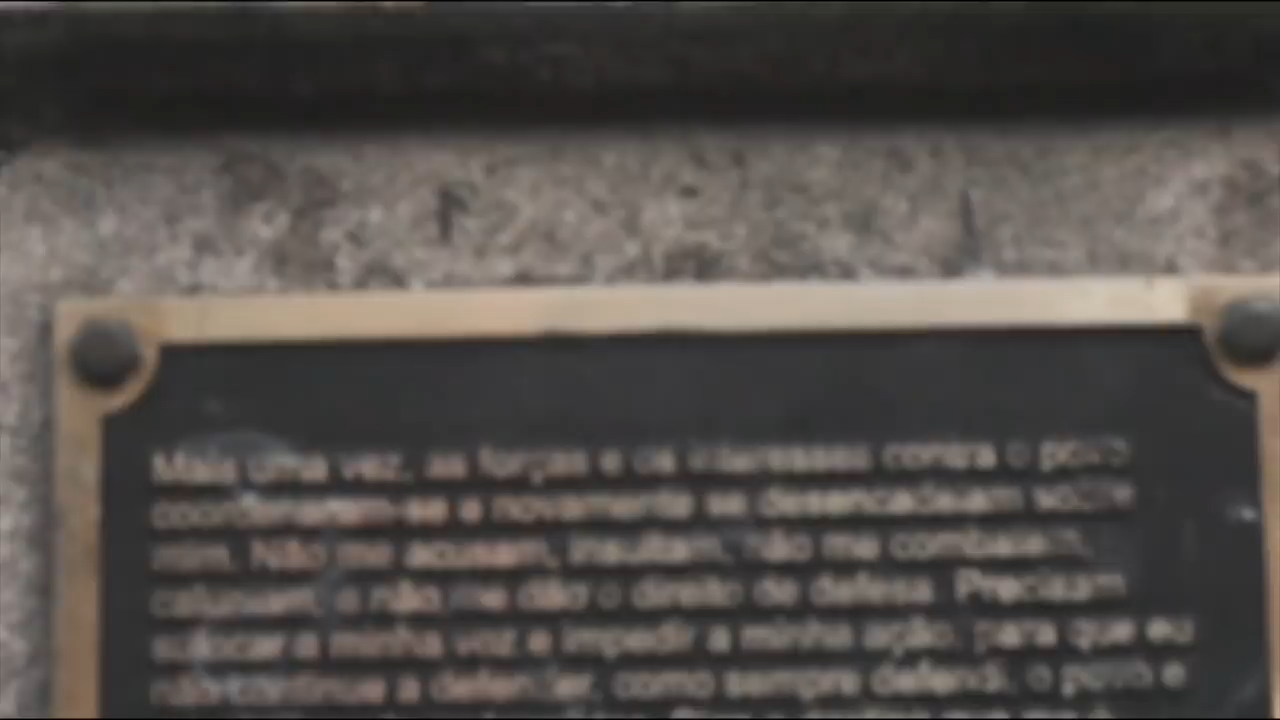 Mais uma vez, as forças e os interesses contra o povo
coordenaram-se e novamente se desencadeiam sobre
mim. Não me acusam, insultam, não me combatem,
caluniam, e não me dão o direito de defesa. Precisam
sufocar a minha voz e impedir a minha ação, para que eu
não continue a defender, como sempre defendi, o povo e